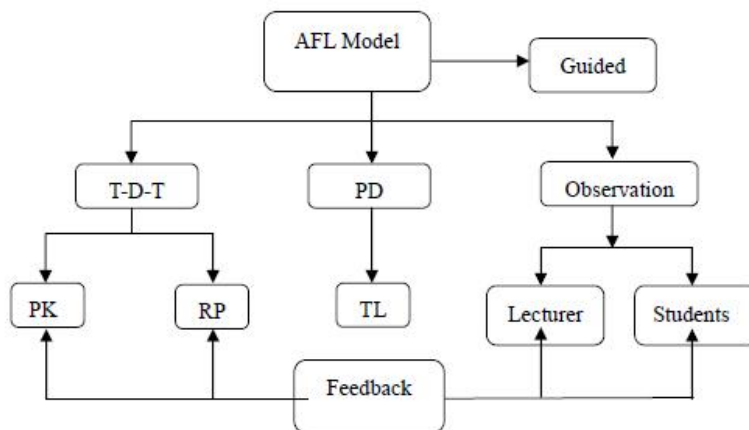 AFL Model
Guided
T-D-T
PD
Observation
PK
RP
TL
Lecturer
Students
Feedback